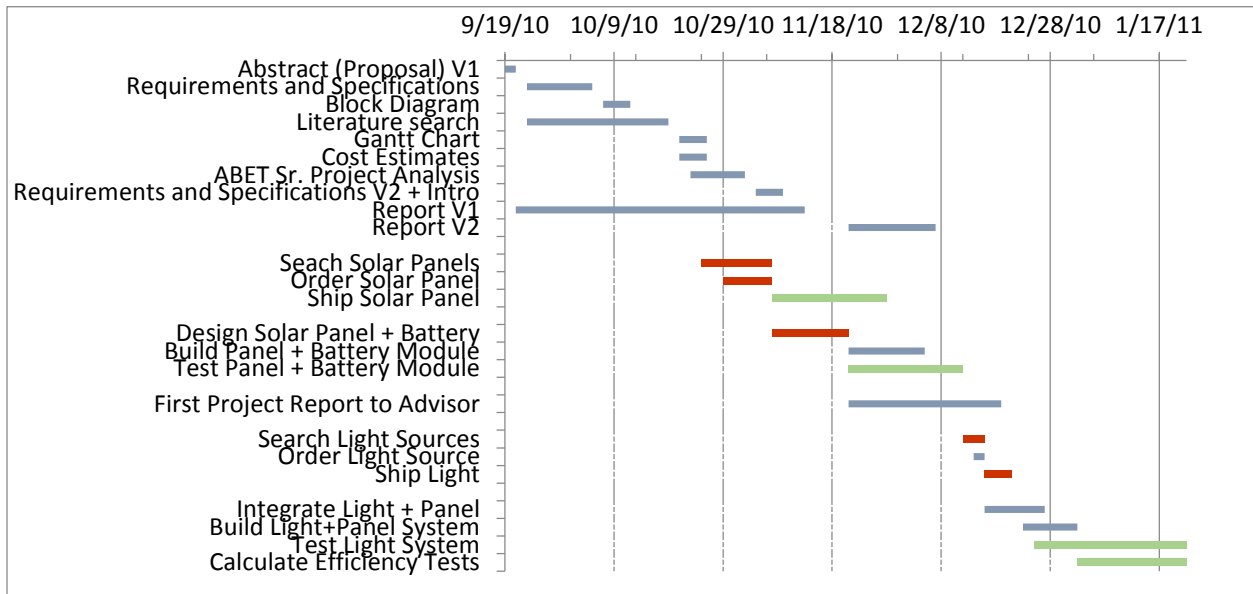 9/19/10 10/9/10 10/29/10 11/18/10 12/8/10 12/28/10 1/17/11
Abstract (Proposal) V1
Requirements and Specifications
Block Diagram
Literature search
Gantt Chart
Cost Estimates
ABET Sr. Project Analysis
Requirements and Specifications V2 + Intro
Report V1
Report V2
Seach Solar Panels
Order Solar Panel
Ship Solar Panel
Design Solar Panel + Battery
Build Panel + Battery Module
Test Panel + Battery Module
First Project Report to Advisor
Search Light Sources
Order Light Source
Ship Light
Integrate Light + Panel
Build Light+Panel System
Test Light System
Calculate Efficiency Tests